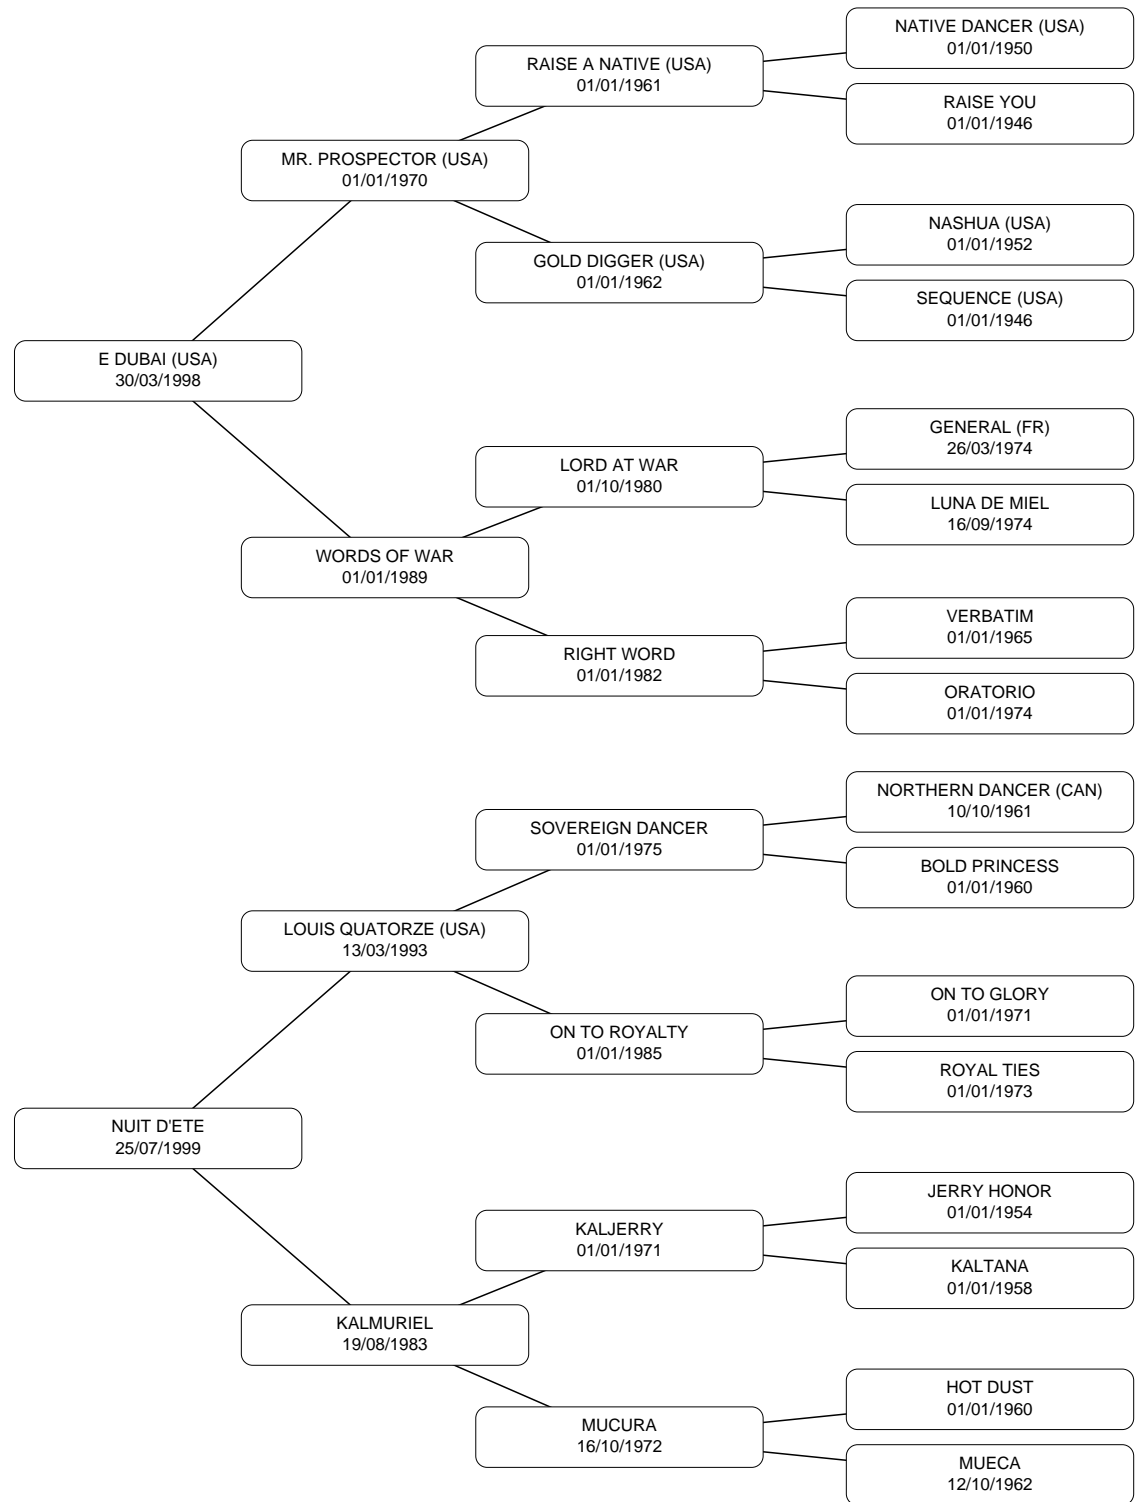 NATIVE DANCER (USA)
01/01/1950
RAISE A NATIVE (USA)
01/01/1961
RAISE YOU
01/01/1946
MR. PROSPECTOR (USA)
01/01/1970
NASHUA (USA)
01/01/1952
GOLD DIGGER (USA)
01/01/1962
SEQUENCE (USA)
01/01/1946
E DUBAI (USA)
30/03/1998
GENERAL (FR)
26/03/1974
LORD AT WAR
01/10/1980
LUNA DE MIEL
16/09/1974
WORDS OF WAR
01/01/1989
VERBATIM
01/01/1965
RIGHT WORD
01/01/1982
ORATORIO
01/01/1974
NORTHERN DANCER (CAN)
10/10/1961
SOVEREIGN DANCER
01/01/1975
BOLD PRINCESS
01/01/1960
LOUIS QUATORZE (USA)
13/03/1993
ON TO GLORY
01/01/1971
ON TO ROYALTY
01/01/1985
ROYAL TIES
01/01/1973
NUIT D'ETE
25/07/1999
JERRY HONOR
01/01/1954
KALJERRY
01/01/1971
KALTANA
01/01/1958
KALMURIEL
19/08/1983
HOT DUST
01/01/1960
MUCURA
16/10/1972
MUECA
12/10/1962